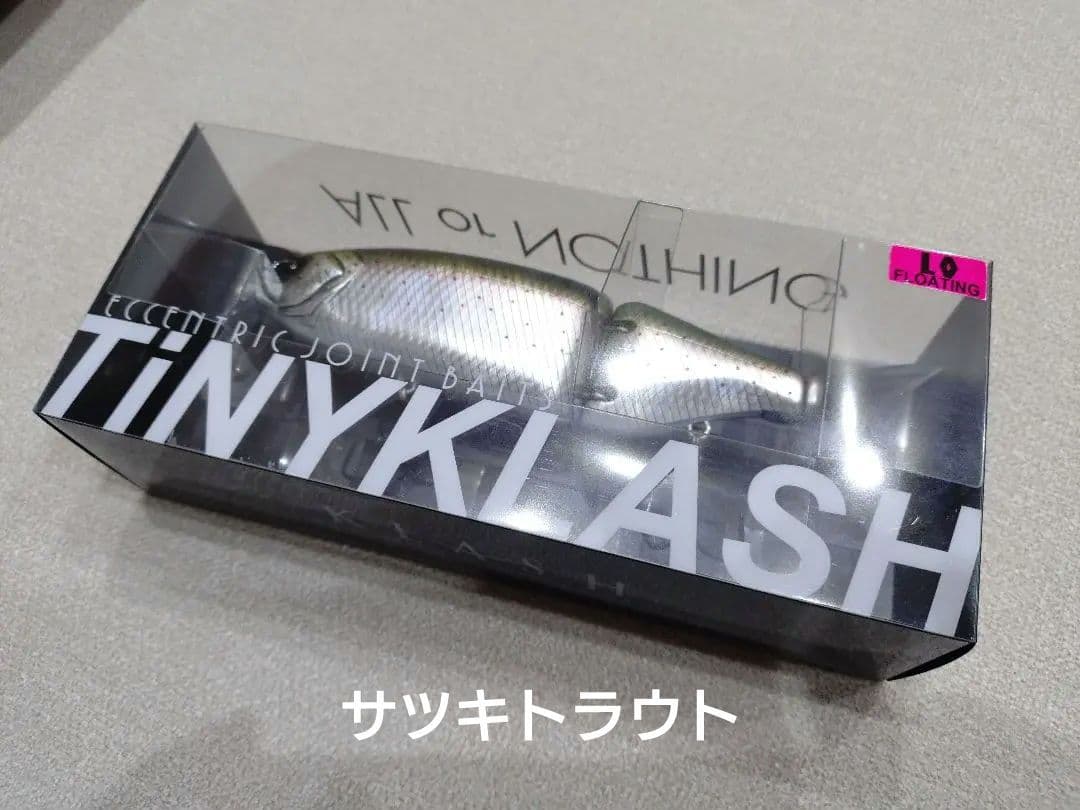 ALL or NOTHING
LO
FLOATING
ECCENTRIC JOINT BAITS
TiNYKLASH
サツキトラウト